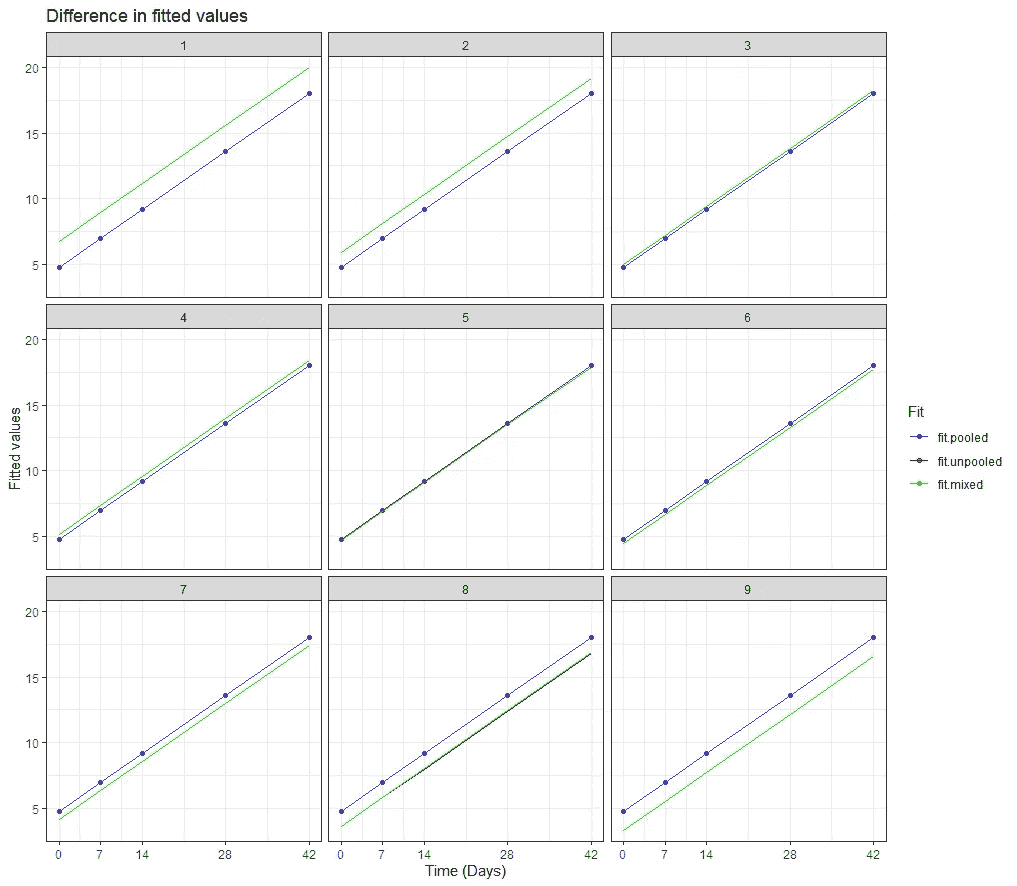 Difference in fitted values
1 2 3
20
15
10
5
4 5 6
20
15
10
5
7 8 9
20
15
10
5
0 7 14 28 42 0 7 14 28 42 0 7 14 28 42
Time (Days)
Fitted values
Fit
fit.pooled
fit.unpooled
fit.mixed